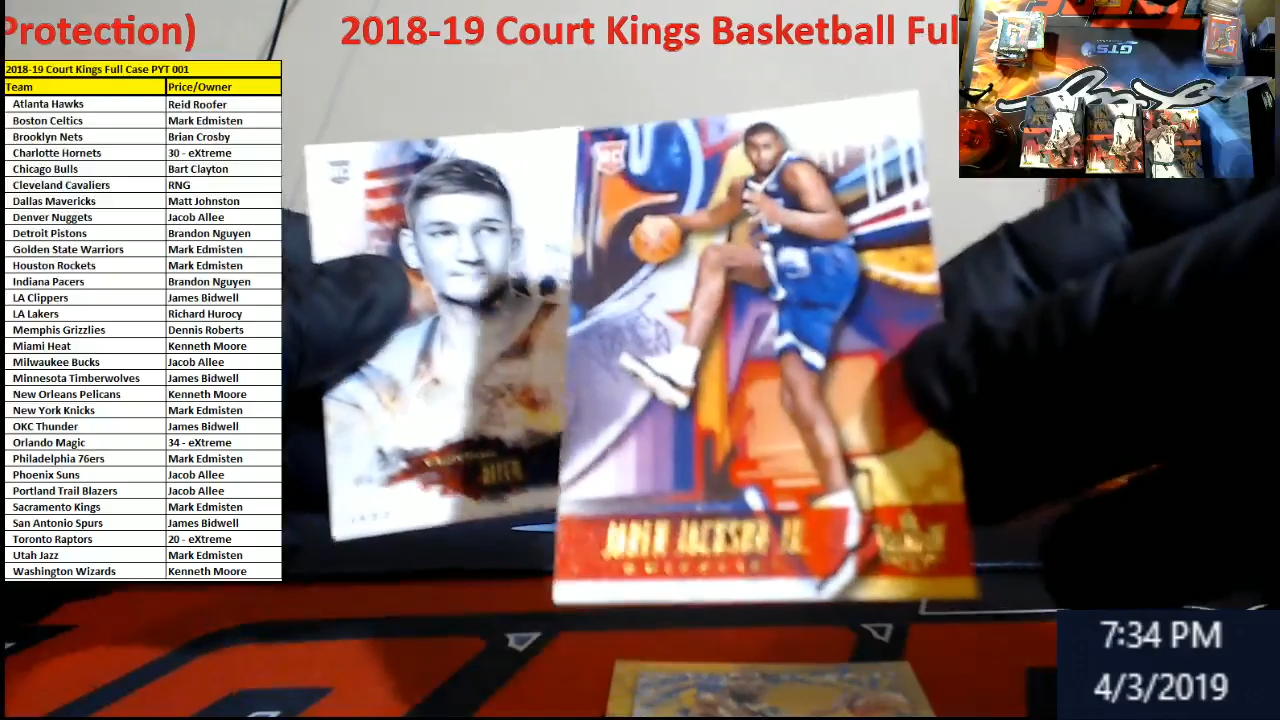 Protection)
2018-19 Court Kings Basketball Ful
2018-19 Court Kings Full Case PYT 001
Team Price/Owner
Atlanta Hawks Reid Roofer
Boston Celtics Mark Edmisten
Brooklyn Nets Brian Crosby
Charlotte Hornets 30 - eXtreme
Chicago Bulls Bart Clayton
Cleveland Cavaliers RNG
Dallas Mavericks Matt Johnston
Denver Nuggets Jacob Allee
Detroit Pistons Brandon Nguyen
Golden State Warriors Mark Edmisten
Houston Rockets Mark Edmisten
Indiana Pacers Brandon Nguyen
LA Clippers James Bidwell
LA Lakers Richard Hurocy
Memphis Grizzlies Dennis Roberts
Miami Heat Kenneth Moore
Milwaukee Bucks Jacob Allee
Minnesota Timberwolves James Bidwell
New Orleans Pelicans Kenneth Moore
New York Knicks Mark Edmisten
OKC Thunder James Bidwell
Orlando Magic 34 - eXtreme
Philadelphia 76ers Mark Edmisten
Phoenix Suns Jacob Allee
Portland Trail Blazers Jacob Allee
Sacramento Kings Mark Edmisten
San Antonio Spurs James Bidwell
Toronto Raptors 20 - eXtreme
Utah Jazz Mark Edmisten
Washington Wizards Kenneth Moore
RC
JAREN JACKSON JR.
GTS
7:34 PM
4/3/2019